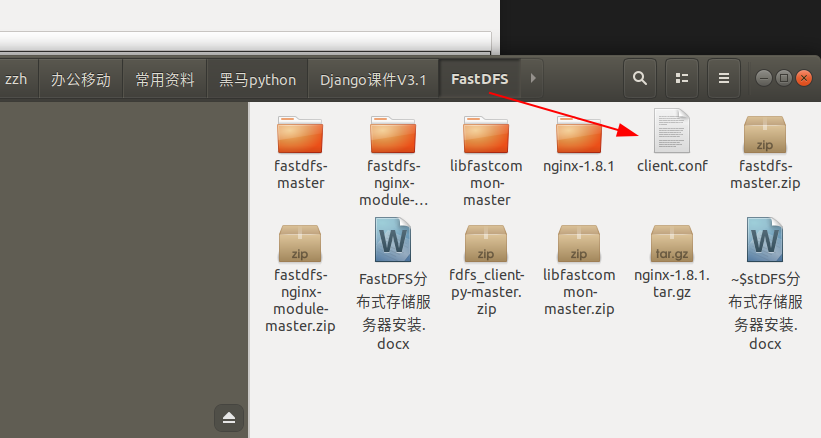 zzh
办公移动
常用资料
黑马python
Django课件V3.1
FastDFS
fastdfs-
master
fastdfs-
nginx-
module-…
libfastcom
mon-
master
nginx-1.8.1
client.conf
zip
fastdfs-
master.zip
zip
fastdfs-
nginx-
module-
master.zip
W
FastDFS分
布式存储服
务器安装.
docx
zip
fdfs_client-
py-master.
zip
zip
libfastcom
mon-
master.zip
tar.gz
nginx-1.8.1.
tar.gz
W
~$stDFS分
布式存储服
务器安装.
docx